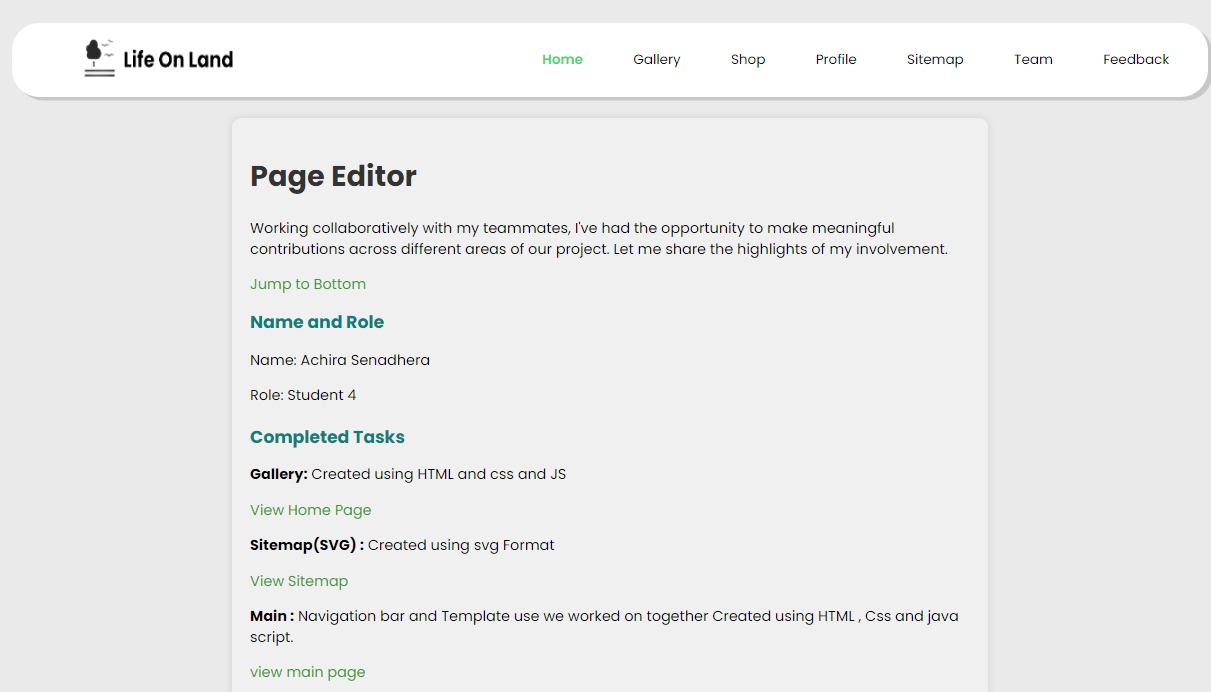 Life On Land
Home Gallery Shop Profile Sitemap Team Feedback
Page Editor
Working collaboratively with my teammates, I've had the opportunity to make meaningful
contributions across different areas of our project. Let me share the highlights of my involvement.
Jump to Bottom
Name and Role
Name: Achira Senadhera
Role: Student 4
Completed Tasks
Gallery: Created using HTML and css and JS
View Home Page
Sitemap(SVG) : Created using svg Format
View Sitemap
Main : Navigation bar and Template use we worked on together Created using HTML , Css and java
script.
view main page